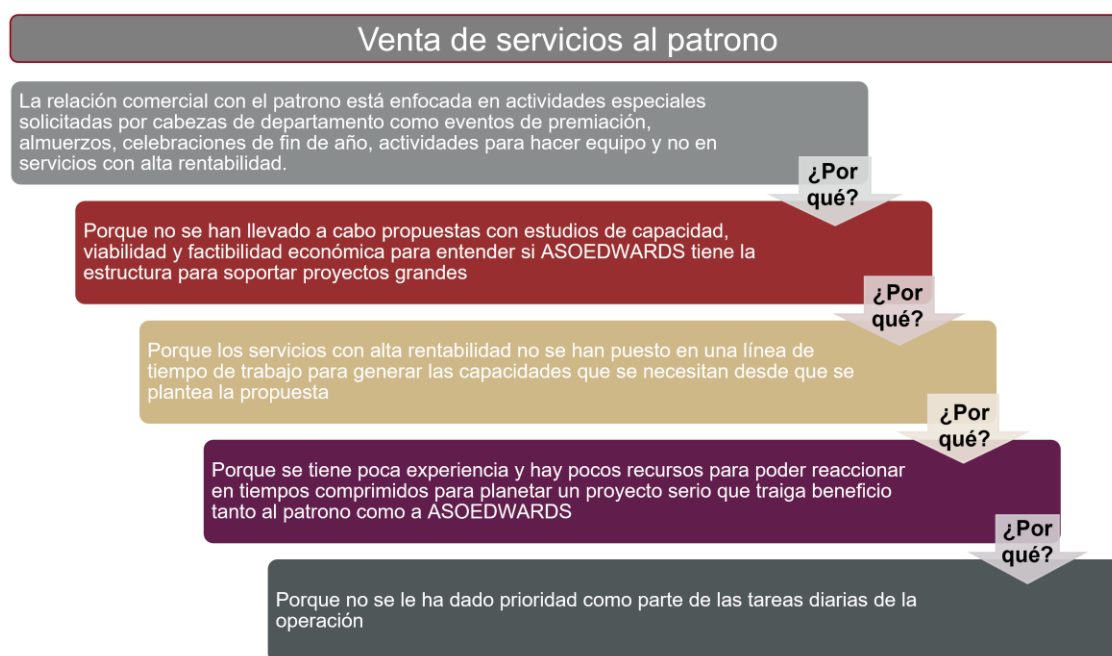 Venta de servicios al patrono
La relación comercial con el patrono está enfocada en actividades especiales
solicitadas por cabezas de departamento como eventos de premiación,
almuerzos, celebraciones de fin de año, actividades para hacer equipo y no en
servicios con alta rentabilidad.
¿Por
qué?
Porque no se han llevado a cabo propuestas con estudios de capacidad,
viabilidad y factibilidad económica para entender si ASOEDWARDS tiene la
estructura para soportar proyectos grandes
¿Por
qué?
Porque los servicios con alta rentabilidad no se han puesto en una línea de
tiempo de trabajo para generar las capacidades que se necesitan desde que se
plantea la propuesta
¿Por
qué?
Porque se tiene poca experiencia y hay pocos recursos para poder reaccionar
en tiempos comprimidos para planetar un proyecto serio que traiga beneficio
tanto al patrono como a ASOEDWARDS
¿Por
qué?
Porque no se le ha dado prioridad como parte de las tareas diarias de la
operación